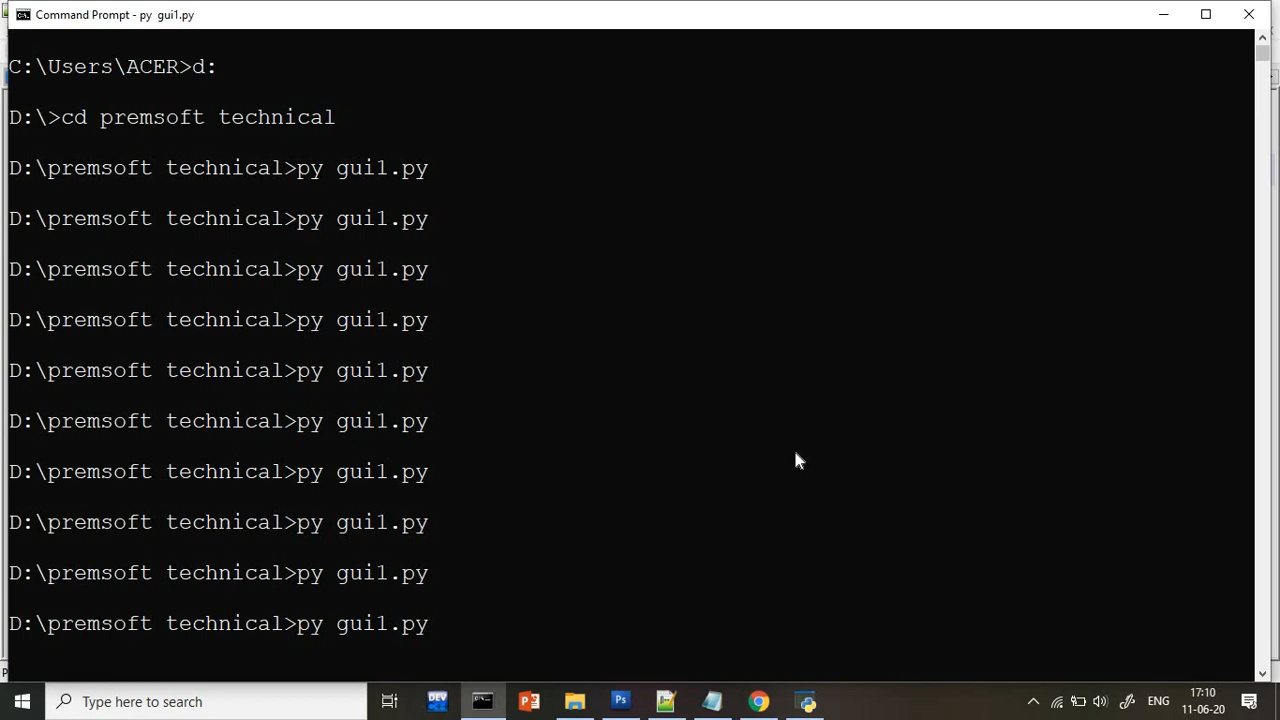 Command Prompt - py  gui1.py
C:\Users\ACER>d:
D:\>cd premsoft technical
D:\premsoft technical>py gui1.py
D:\premsoft technical>py gui1.py
D:\premsoft technical>py gui1.py
D:\premsoft technical>py gui1.py
D:\premsoft technical>py gui1.py
D:\premsoft technical>py gui1.py
D:\premsoft technical>py gui1.py
D:\premsoft technical>py gui1.py
D:\premsoft technical>py gui1.py
D:\premsoft technical>py gui1.py
Type here to search
DEV
Ps
ENG
17:10
11-06-20